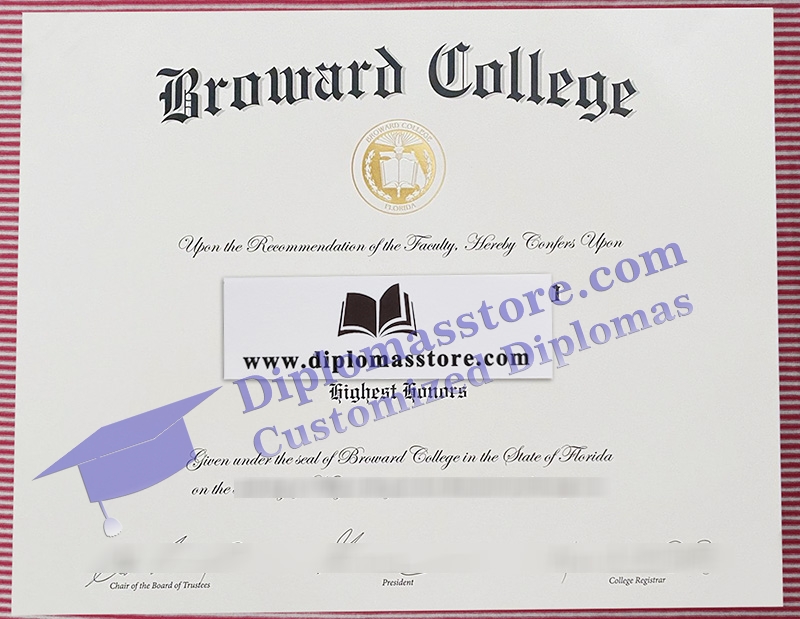 Broward College
BROWARD COLLEGE
FLORIDA
Upon the Recommendation of the Faculty, Hereby Confers Upon
www.diplomasstore.com
Diplomasstore.com
Customized Diplomas
Highest Honors
Given under the seal of Broward College in the State of Florida
on the
Chair of the Board of Trustees
President
College Registrar